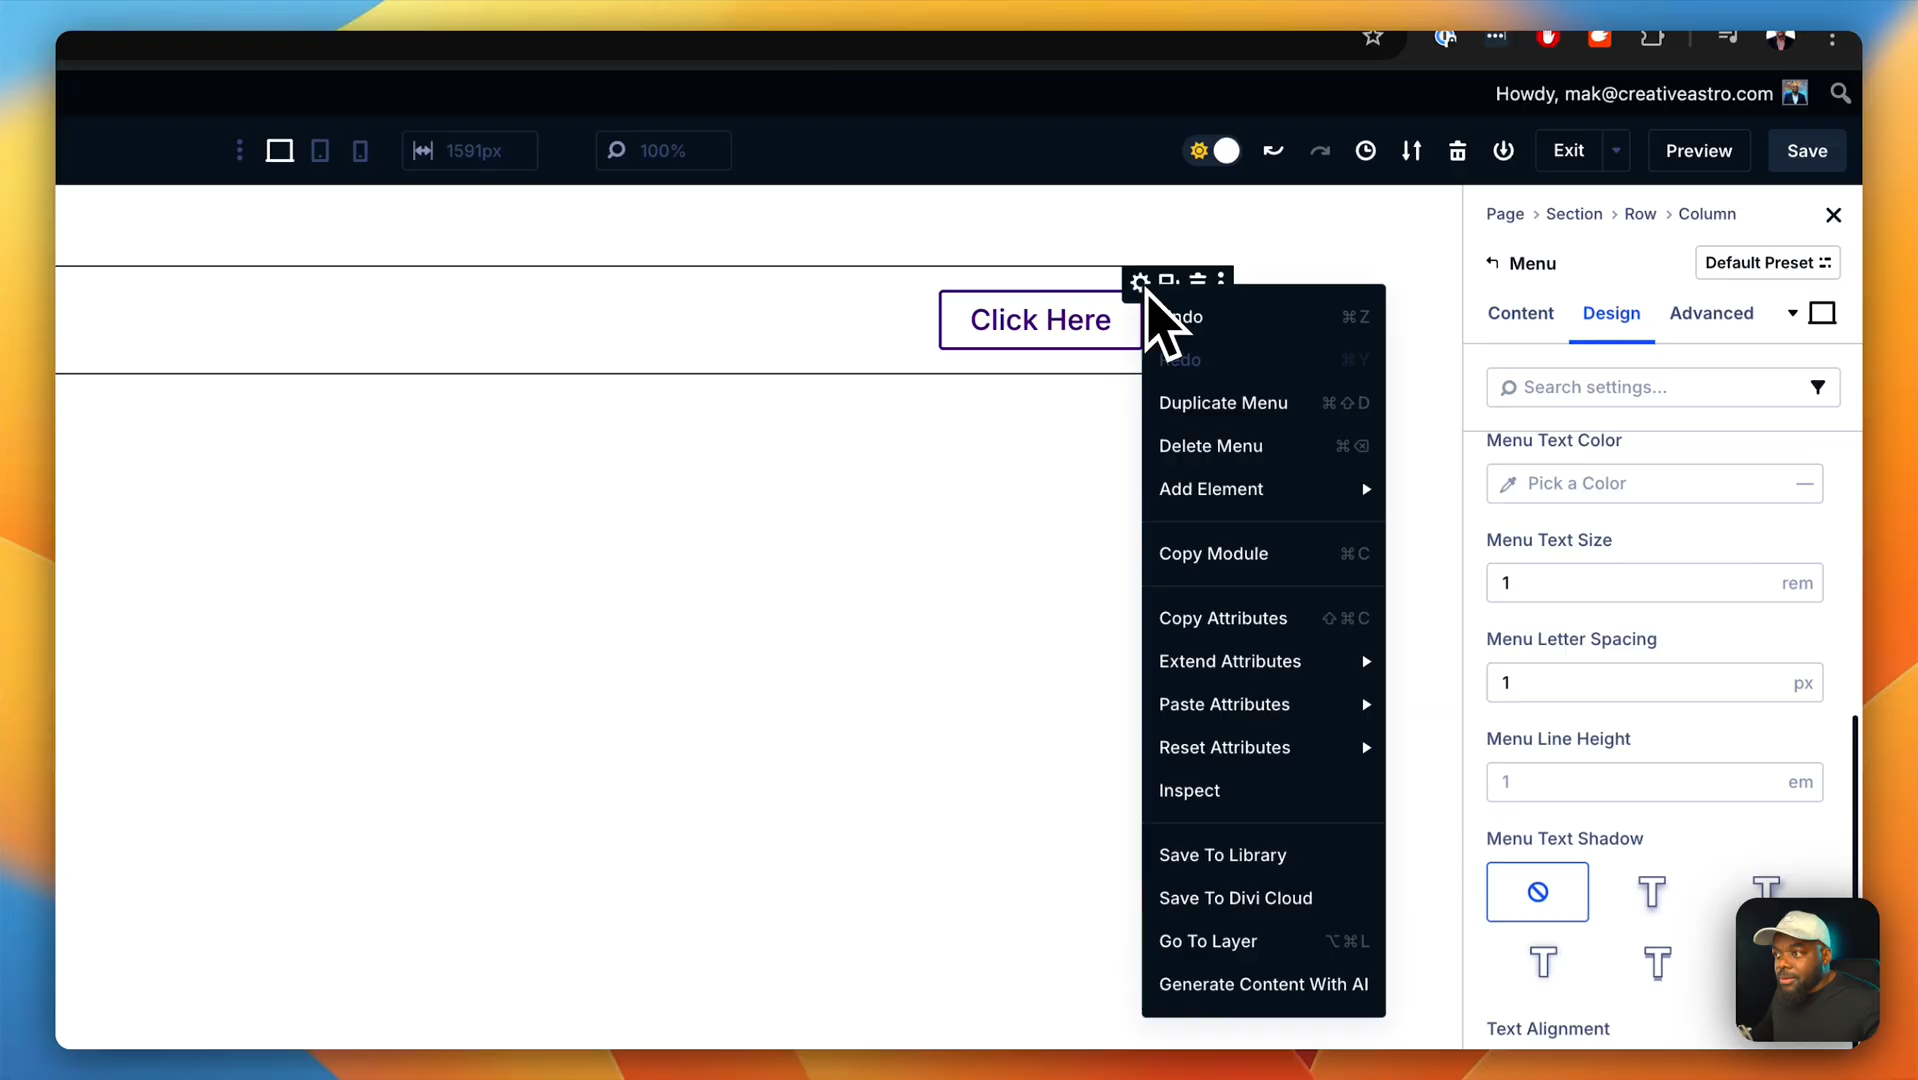 Howdy, mak@creativeastro.com
1591px
100%
Exit
Preview
Save
Page > Section > Row > Column
Menu
Default Preset
Content
Design
Advanced
Search settings...
Menu Text Color
Pick a Color
Menu Text Size
1 rem
Menu Letter Spacing
1 px
Menu Line Height
1 em
Menu Text Shadow
Text Alignment
Click Here
⌘ Z
⌘ Y
Duplicate Menu ⌘ ⇧ D
Delete Menu ⌘ ⌫
Add Element
Copy Module ⌘ C
Copy Attributes ⇧ ⌘ C
Extend Attributes
Paste Attributes
Reset Attributes
Inspect
Save To Library
Save To Divi Cloud
Go To Layer ⌥ ⌘ L
Generate Content With AI